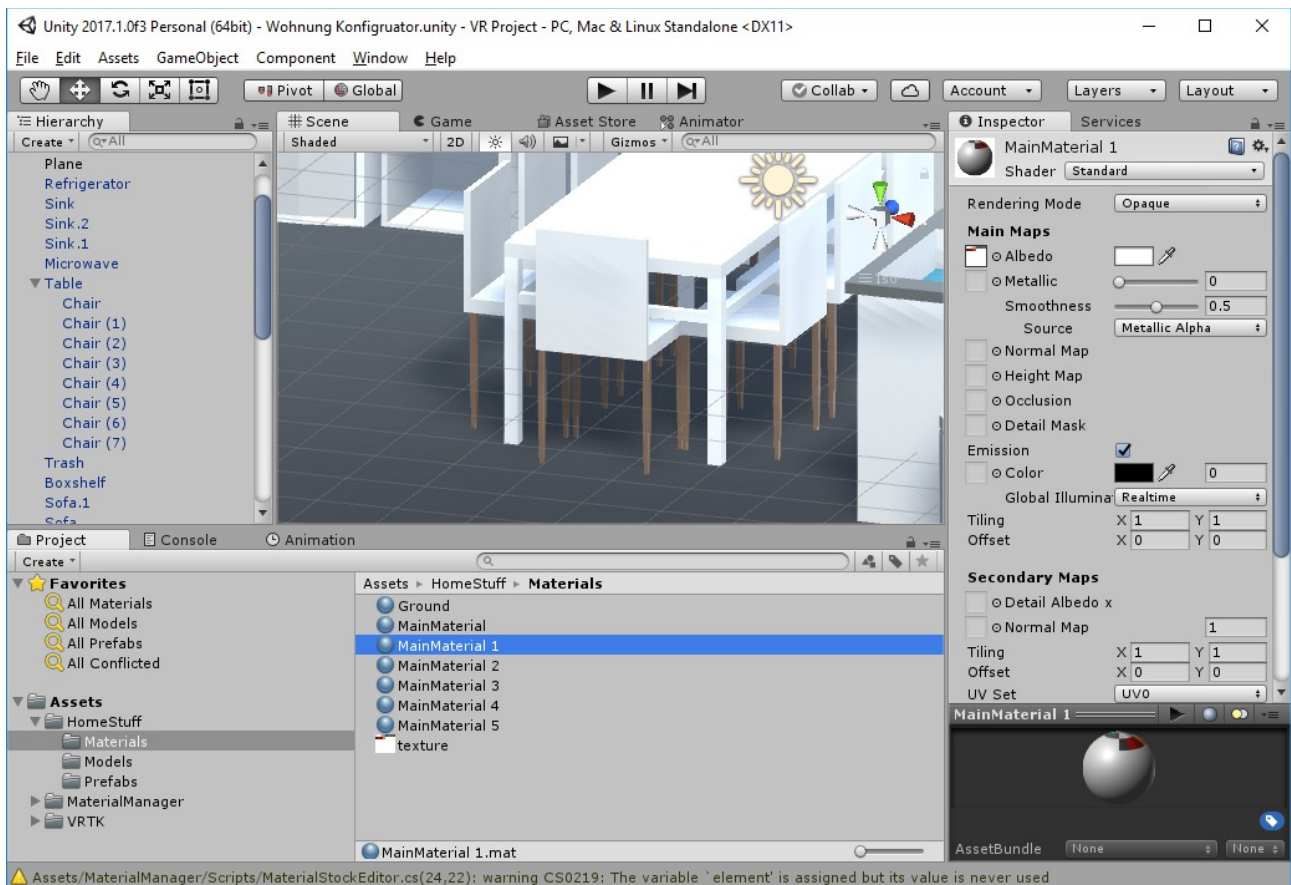 Unity 2017.1.0f3 Personal (64bit) - Wohnung Konfigruator.unity - VR Project - PC, Mac & Linux Standalone <DX11>
File Edit Assets GameObject Component Window Help
Pivot Global Collab Account Layers Layout
Hierarchy
Create All
Plane
Refrigerator
Sink
Sink.2
Sink.1
Microwave
Table
Chair
Chair (1)
Chair (2)
Chair (3)
Chair (4)
Chair (5)
Chair (6)
Chair (7)
Trash
Boxshelf
Sofa.1
Sofa
Scene Game Asset Store Animator
Shaded 2D Gizmos All
Iso
Inspector Services
MainMaterial 1
Shader Standard
Rendering Mode Opaque
Main Maps
Albedo
Metallic 0
Smoothness 0.5
Source Metallic Alpha
Normal Map
Height Map
Occlusion
Detail Mask
Emission
Color 0
Global Illumina Realtime
Tiling X 1 Y 1
Offset X 0 Y 0
Secondary Maps
Detail Albedo x
Normal Map 1
Tiling X 1 Y 1
Offset X 0 Y 0
UV Set UV0
MainMaterial 1
AssetBundle None None
Project Console Animation
Create
Favorites
All Materials
All Models
All Prefabs
All Conflicted
Assets
HomeStuff
Materials
Models
Prefabs
MaterialManager
VRTK
Assets HomeStuff Materials
Ground
MainMaterial
MainMaterial 1
MainMaterial 2
MainMaterial 3
MainMaterial 4
MainMaterial 5
texture
MainMaterial 1.mat
Assets/MaterialManager/Scripts/MaterialStockEditor.cs(24,22): warning CS0219: The variable `element' is assigned but its value is never used